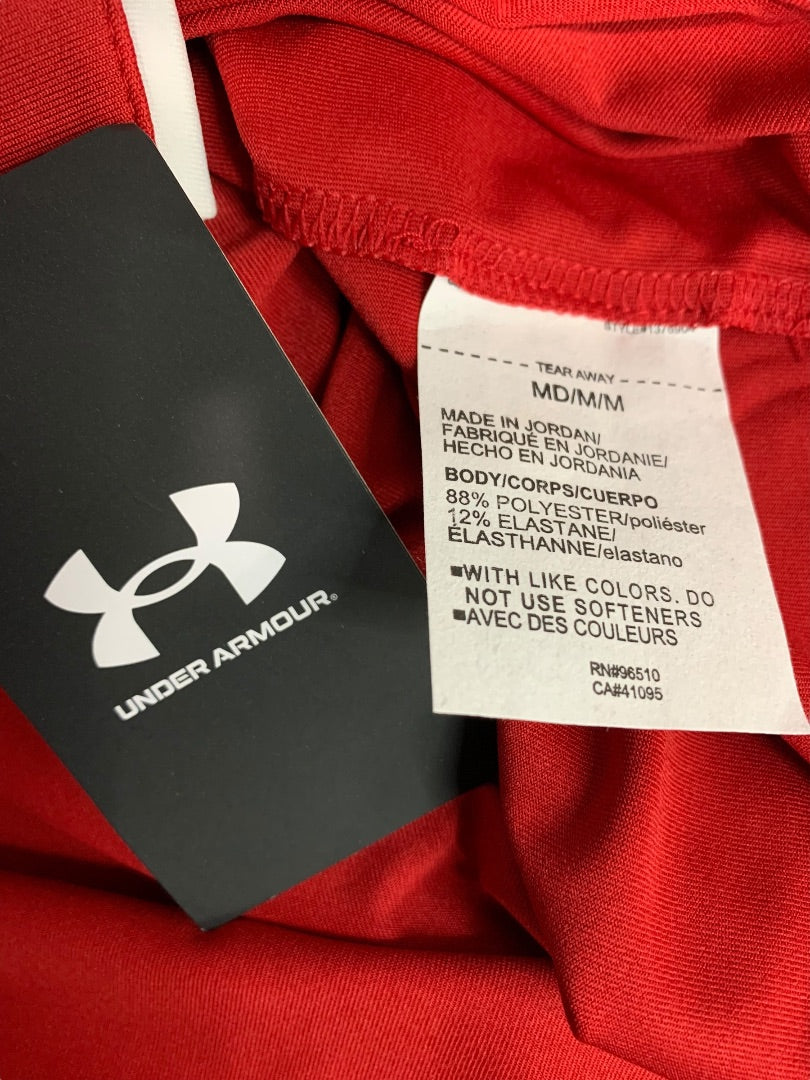 UNDER ARMOUR®
TEAR AWAY
MD/M/M
MADE IN JORDAN/
FABRIQUÉ EN JORDANIE/
HECHO EN JORDANIA
BODY/CORPS/CUERPO
88% POLYESTER/poliéster
12% ELASTANE/
ÉLASTHANNE/elastano
■WITH LIKE COLORS. DO
NOT USE SOFTENERS
■AVEC DES COULEURS
RN#96510
CA#41095